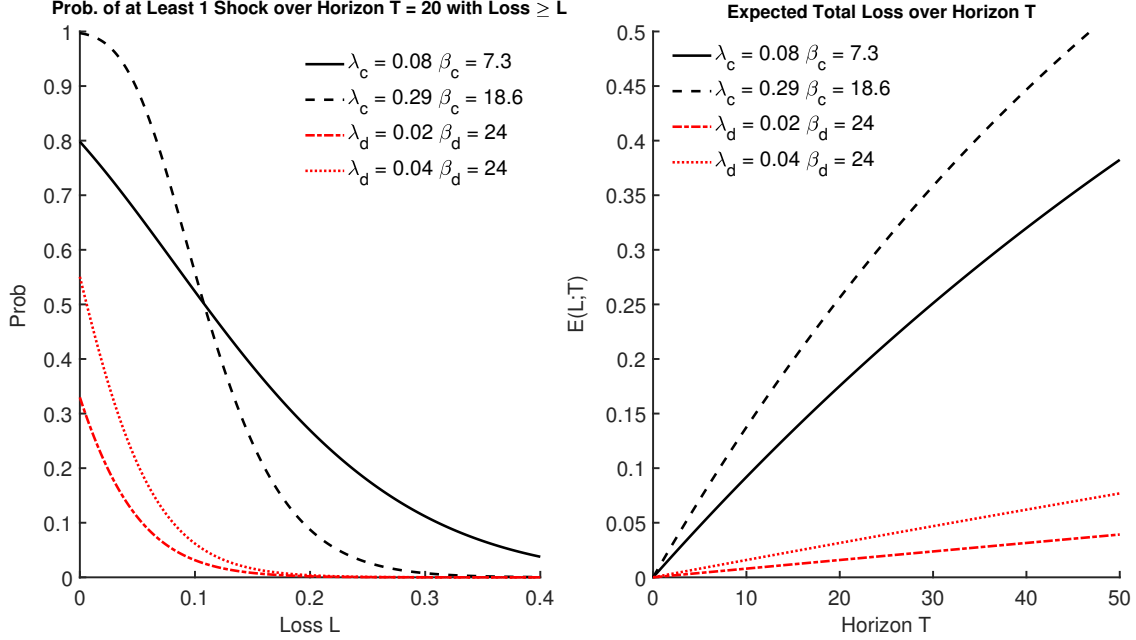 Prob. of at Least 1 Shock over Horizon T = 20 with Loss ≥ L
1
0.9
0.8
0.7
0.6
0.5
0.4
0.3
0.2
0.1
0
Prob
λc = 0.08 βc = 7.3
λc = 0.29 βc = 18.6
λd = 0.02 βd = 24
λd = 0.04 βd = 24
0 0.1 0.2 0.3 0.4
Loss L
Expected Total Loss over Horizon T
0.5
0.45
0.4
0.35
0.3
0.25
0.2
0.15
0.1
0.05
0
E(L;T)
λc = 0.08 βc = 7.3
λc = 0.29 βc = 18.6
λd = 0.02 βd = 24
λd = 0.04 βd = 24
0 10 20 30 40 50
Horizon T